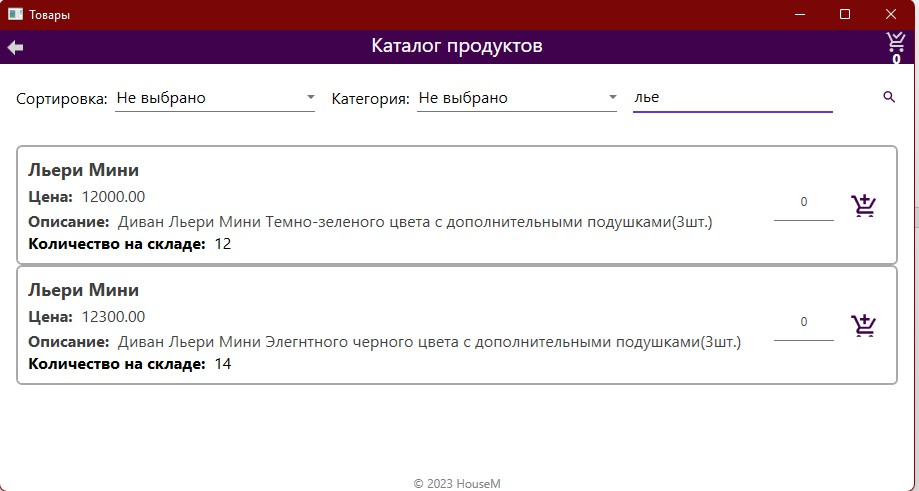 Товары
Каталог продуктов
0
Сортировка: Не выбрано Категория: Не выбрано лье
Льери Мини
Цена: 12000.00
0
Описание: Диван Льери Мини Темно-зеленого цвета с дополнительными подушками(3шт.)
Количество на складе: 12
Льери Мини
Цена: 12300.00
0
Описание: Диван Льери Мини Элегнтного черного цвета с дополнительными подушками(3шт.)
Количество на складе: 14
© 2023 HouseM